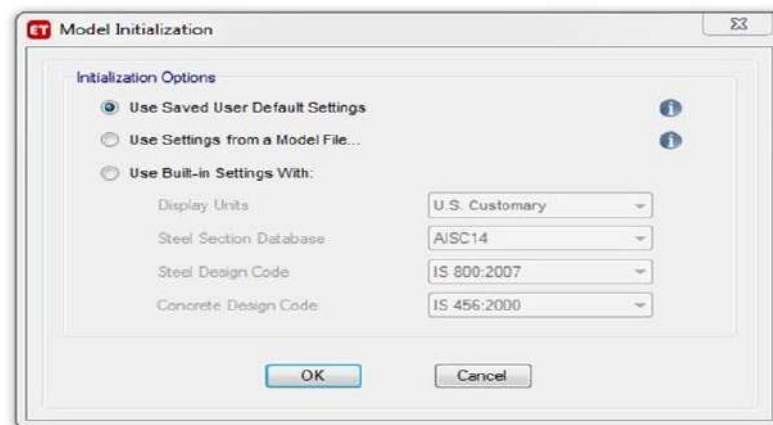 ET Model Initialization
Initialization Options
Use Saved User Default Settings
Use Settings from a Model File...
Use Built-in Settings With:
Display Units U.S. Customary
Steel Section Database AISC14
Steel Design Code IS 800:2007
Concrete Design Code IS 456:2000
OK Cancel